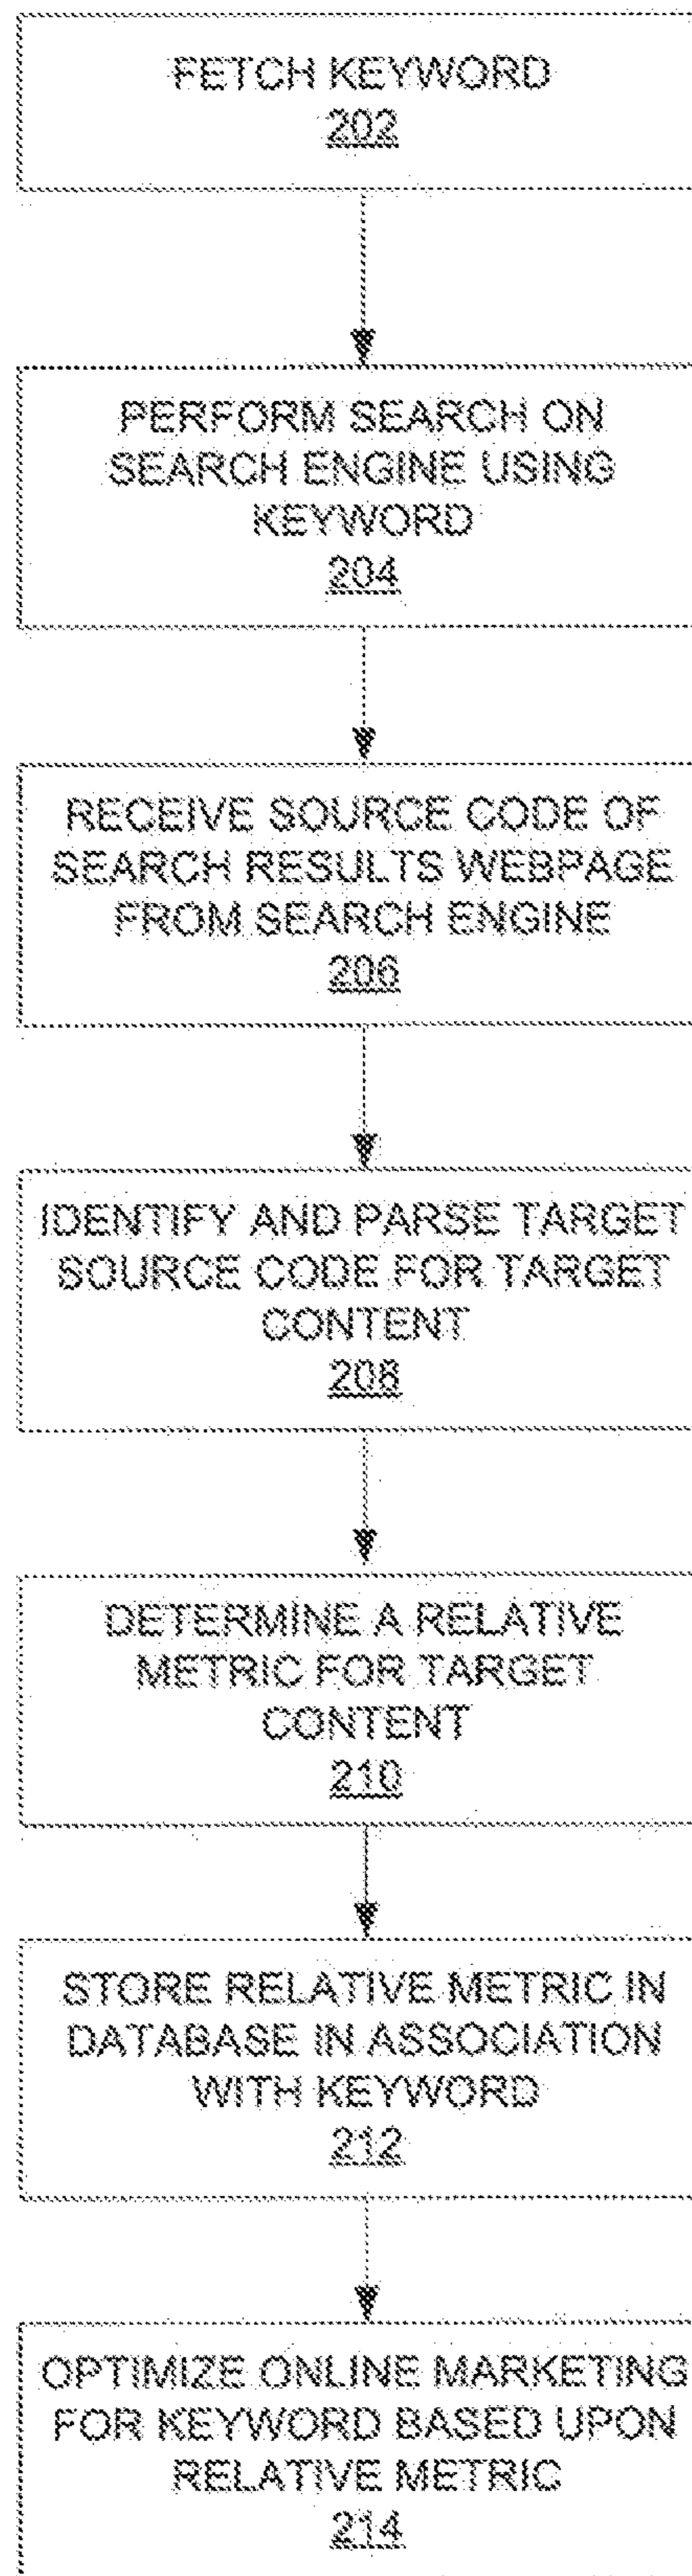 FETCH KEYWORD
202
PERFORM SEARCH ON
SEARCH ENGINE USING
KEYWORD
204
RECEIVE SOURCE CODE OF
SEARCH RESULTS WEBPAGE
FROM SEARCH ENGINE
206
IDENTIFY AND PARSE TARGET
SOURCE CODE FOR TARGET
CONTENT
208
DETERMINE A RELATIVE
METRIC FOR TARGET
CONTENT
210
STORE RELATIVE METRIC IN
DATABASE IN ASSOCIATION
WITH KEYWORD
212
OPTIMIZE ONLINE MARKETING
FOR KEYWORD BASED UPON
RELATIVE METRIC
214